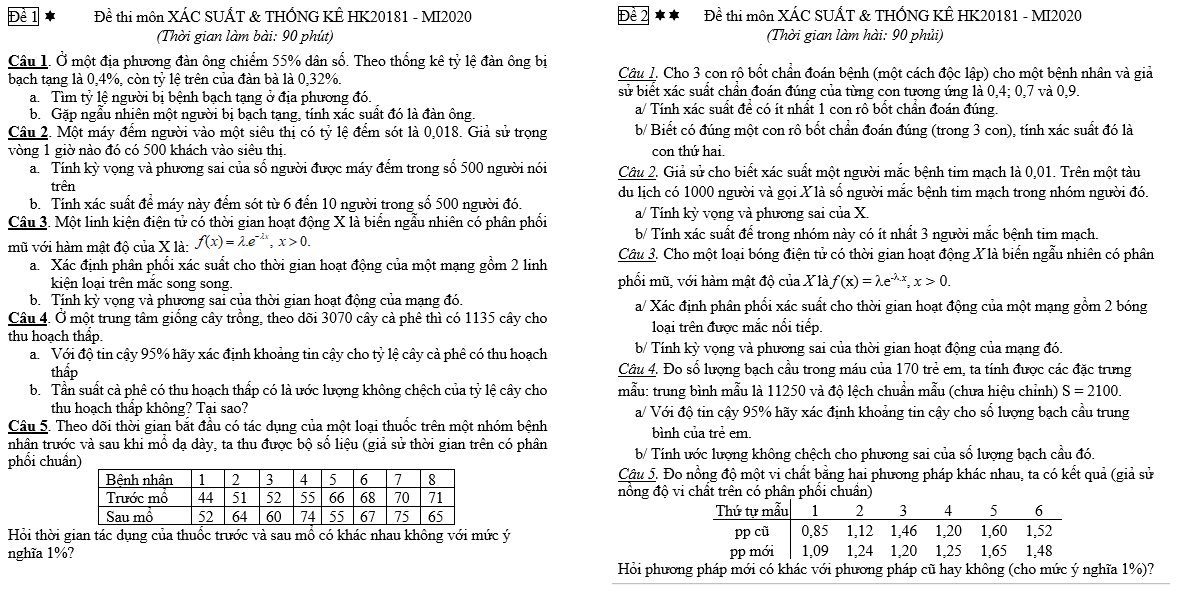 Đề 1 ★ Đề thi môn XÁC SUẤT & THỐNG KÊ HK20181 - MI2020
(Thời gian làm bài: 90 phút)
Câu 1. Ở một địa phương đàn ông chiếm 55% dân số. Theo thống kê tỷ lệ đàn ông bị
bạch tạng là 0,4%, còn tỷ lệ trên của đàn bà là 0,32%.
a. Tìm tỷ lệ người bị bệnh bạch tạng ở địa phương đó.
b. Gặp ngẫu nhiên một người bị bạch tạng, tính xác suất đó là đàn ông.
Câu 2. Một máy đếm người vào một siêu thị có tỷ lệ đếm sót là 0,018. Giả sử trọng
vòng 1 giờ nào đó có 500 khách vào siêu thị.
a. Tính kỳ vọng và phương sai của số người được máy đếm trong số 500 người nói
trên
b. Tính xác suất để máy này đếm sót từ 6 đến 10 người trong số 500 người đó.
Câu 3. Một linh kiện điện tử có thời gian hoạt động X là biến ngẫu nhiên có phân phối
mũ với hàm mật độ của X là: f(x) = λ.e^{-λx}, x > 0.
a. Xác định phân phối xác suất cho thời gian hoạt động của một mạng gồm 2 linh
kiện loại trên mắc song song.
b. Tính kỳ vọng và phương sai của thời gian hoạt động của mạng đó.
Câu 4. Ở một trung tâm giống cây trồng, theo dõi 3070 cây cà phê thì có 1135 cây cho
thu hoạch thấp.
a. Với độ tin cậy 95% hãy xác định khoảng tin cậy cho tỷ lệ cây cà phê có thu hoạch
thấp
b. Tần suất cà phê có thu hoạch thấp có là ước lượng không chệch của tỷ lệ cây cho
thu hoạch thấp không? Tại sao?
Câu 5. Theo dõi thời gian bắt đầu có tác dụng của một loại thuốc trên một nhóm bệnh
nhân trước và sau khi mổ dạ dày, ta thu được bộ số liệu (giả sử thời gian trên có phân
phối chuẩn)
Bệnh nhân 1 2 3 4 5 6 7 8
Trước mổ 44 51 52 55 66 68 70 71
Sau mổ 52 64 60 74 55 67 75 65
Hỏi thời gian tác dụng của thuốc trước và sau mổ có khác nhau không với mức ý
nghĩa 1%?
Đề 2 ★★ Đề thi môn XÁC SUẤT & THỐNG KÊ HK20181 - MI2020
(Thời gian làm hài: 90 phủi)
Câu 1. Cho 3 con rô bốt chẩn đoán bệnh (một cách độc lập) cho một bệnh nhân và giả
sử biết xác suất chẩn đoán đúng của từng con tương ứng là 0,4; 0,7 và 0,9.
a/ Tính xác suất để có ít nhất 1 con rô bốt chẩn đoán đúng.
b/ Biết có đúng một con rô bốt chẩn đoán đúng (trong 3 con), tính xác suất đó là
con thứ hai.
Câu 2. Giả sử cho biết xác suất một người mắc bệnh tim mạch là 0,01. Trên một tàu
du lịch có 1000 người và gọi X là số người mắc bệnh tim mạch trong nhóm người đó.
a/ Tính kỳ vọng và phương sai của X.
b/ Tính xác suất để trong nhóm này có ít nhất 3 người mắc bệnh tim mạch.
Câu 3. Cho một loại bóng điện tử có thời gian hoạt động X là biến ngẫu nhiên có phân
phối mũ, với hàm mật độ của X là f(x) = λ.e^{-λ.x}, x > 0.
a/ Xác định phân phối xác suất cho thời gian hoạt động của một mạng gồm 2 bóng
loại trên được mắc nối tiếp.
b/ Tính kỳ vọng và phương sai của thời gian hoạt động của mạng đó.
Câu 4. Đo số lượng bạch cầu trong máu của 170 trẻ em, ta tính được các đặc trưng
mẫu: trung bình mẫu là 11250 và độ lệch chuẩn mẫu (chưa hiệu chỉnh) S = 2100.
a/ Với độ tin cậy 95% hãy xác định khoảng tin cậy cho số lượng bạch cầu trung
bình của trẻ em.
b/ Tính ước lượng không chệch cho phương sai của số lượng bạch cầu đó.
Câu 5. Đo nồng độ một vi chất bằng hai phương pháp khác nhau, ta có kết quả (giả sử
nồng độ vi chất trên có phân phối chuẩn)
Thứ tự mẫu 1 2 3 4 5 6
pp cũ 0,85 1,12 1,46 1,20 1,60 1,52
pp mới 1,09 1,24 1,20 1,25 1,65 1,48
Hỏi phương pháp mới có khác với phương pháp cũ hay không (cho mức ý nghĩa 1%)?